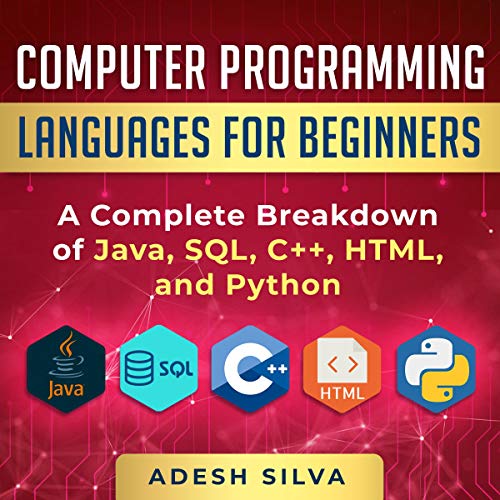 COMPUTER PROGRAMMING
LANGUAGES FOR BEGINNERS
A Complete Breakdown
of Java, SQL, C++, HTML,
and Python
Java
SQL
C++
HTML
ADESH SILVA